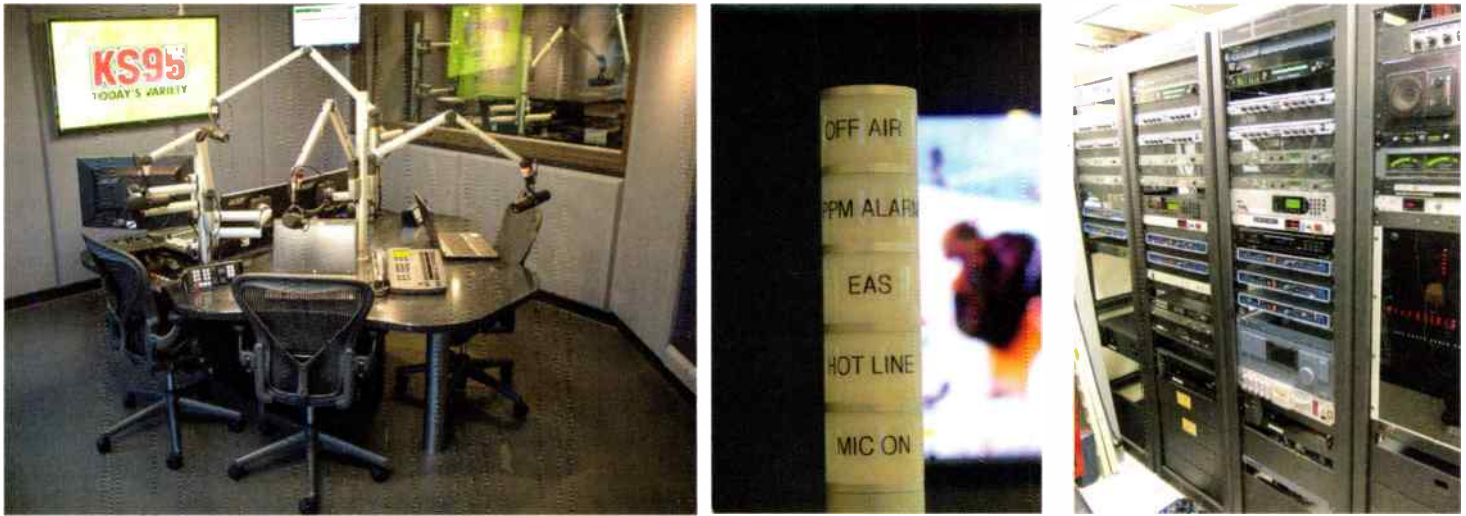 KS95
TODAY'S VARIETY
OFF AIR
PPM ALARM
EAS
HOT LINE
MIC ON